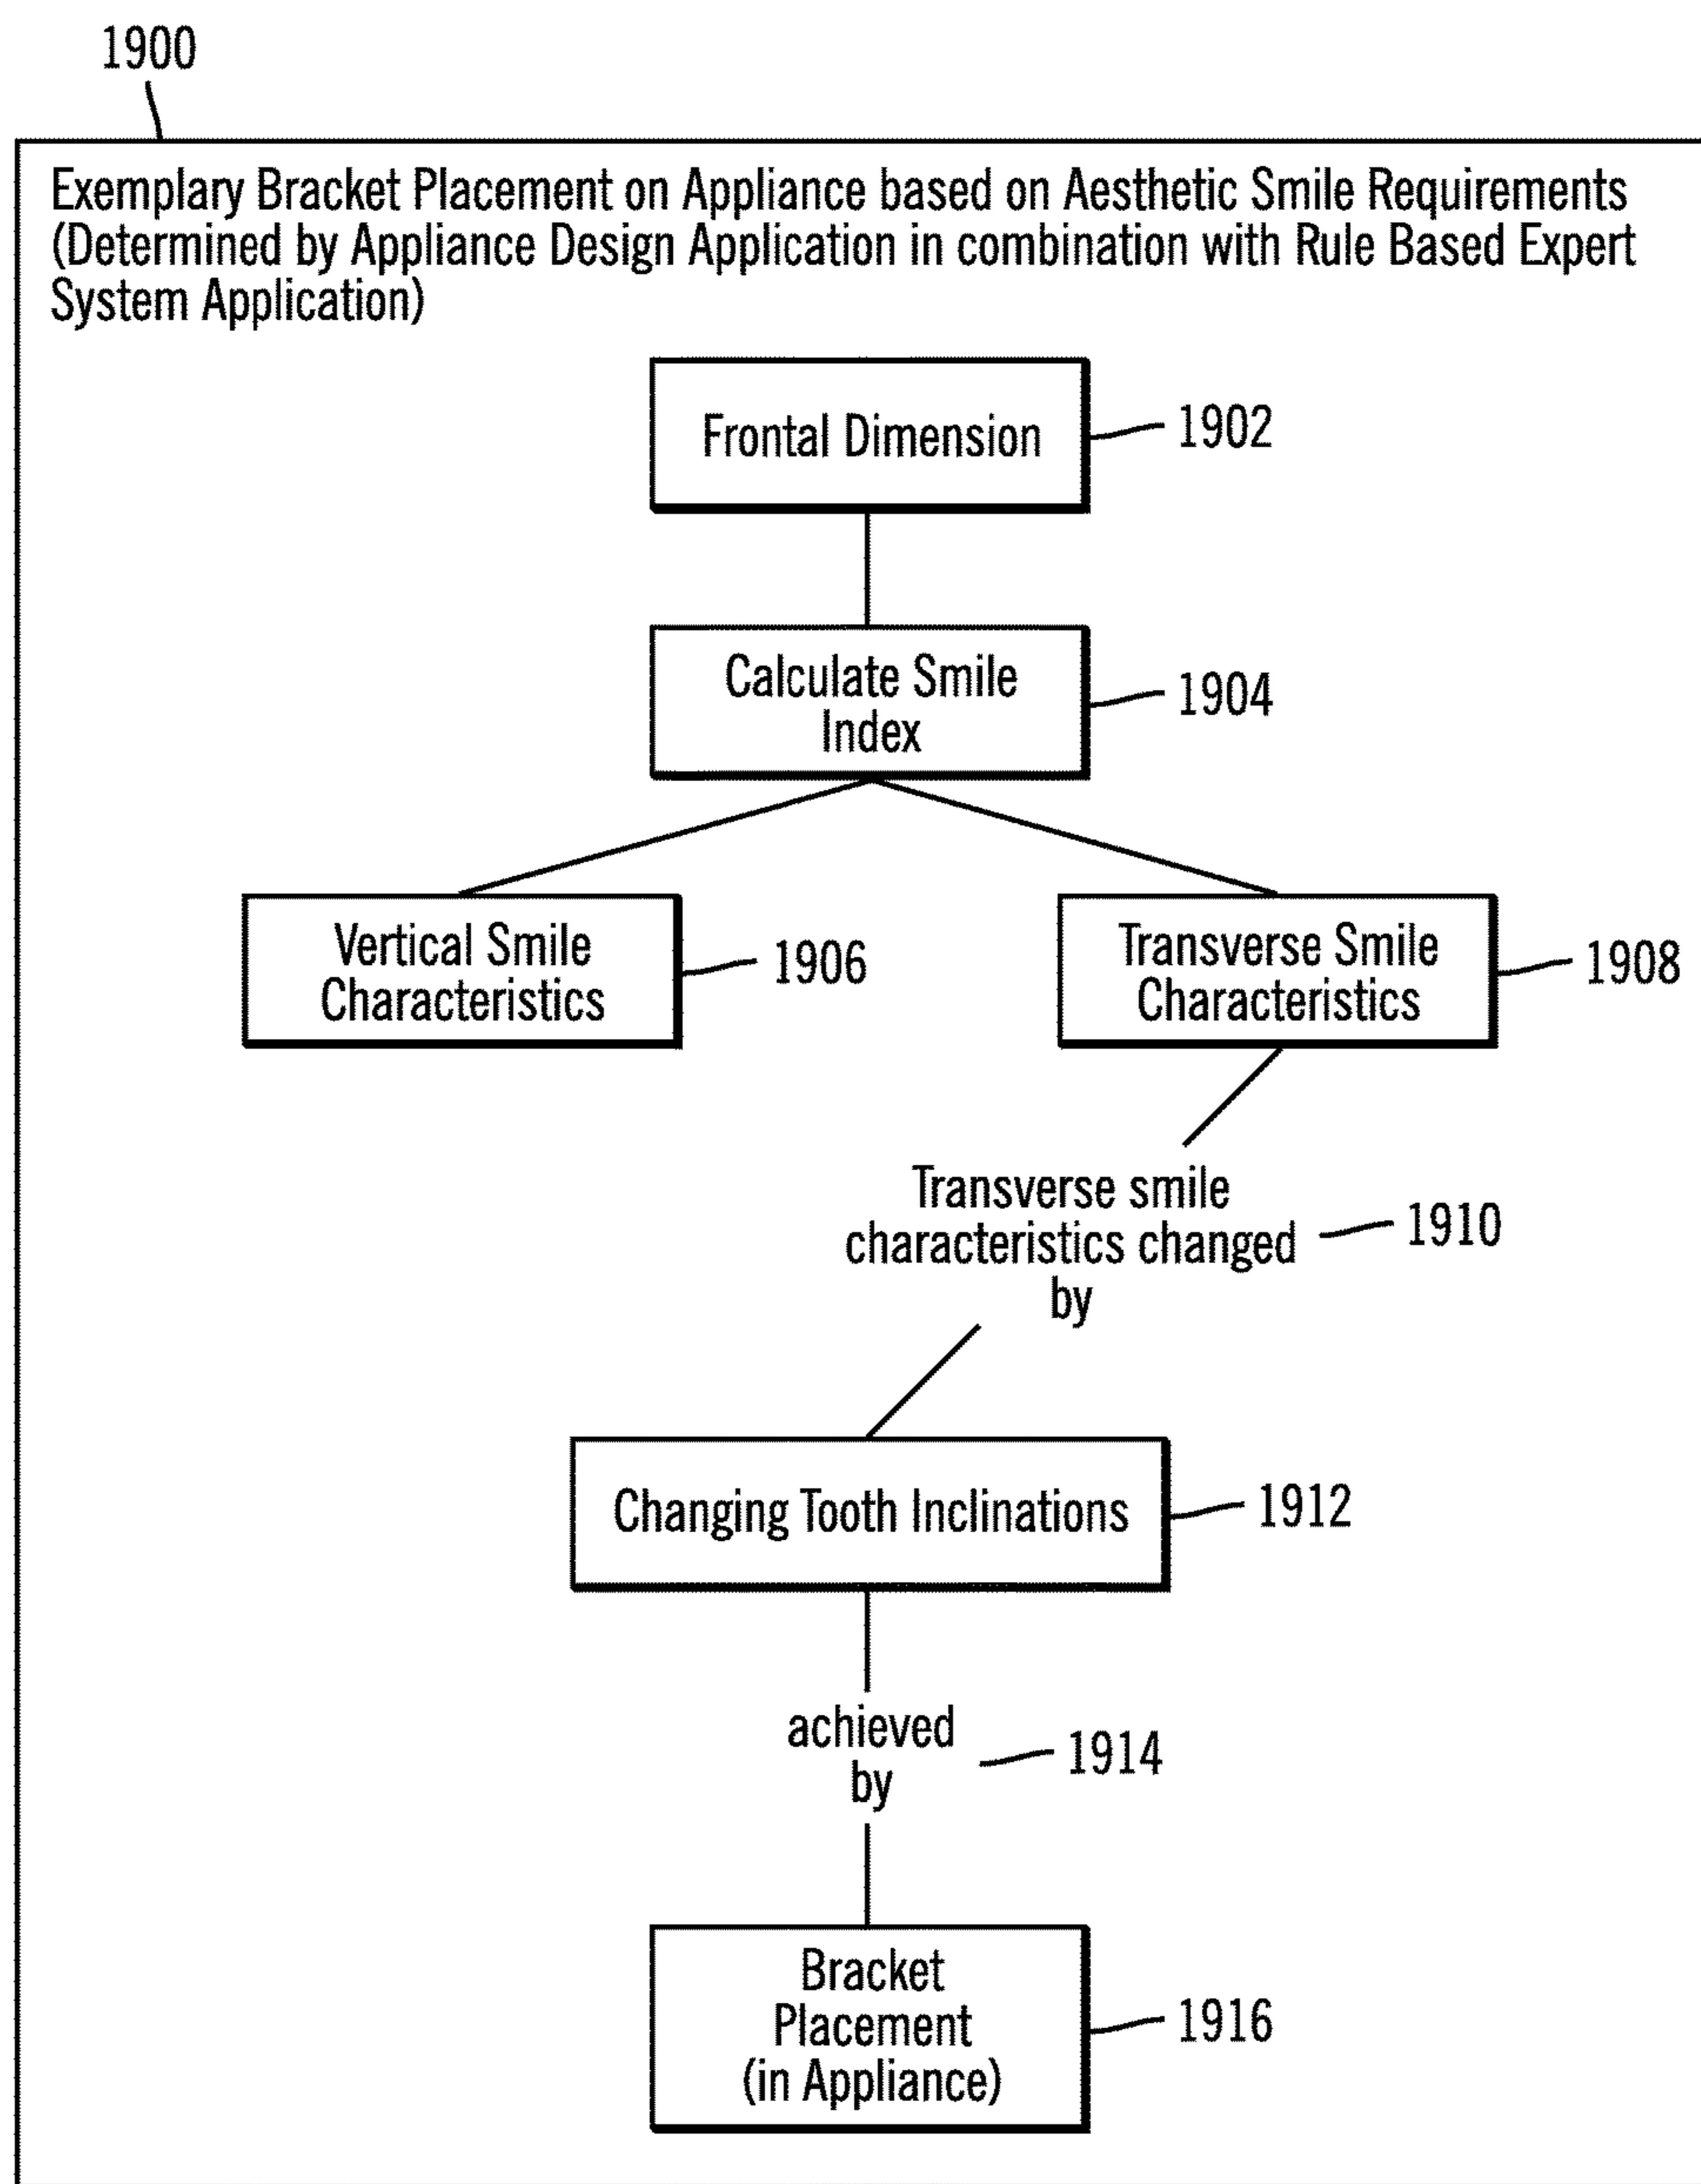 1900
Exemplary Bracket Placement on Appliance based on Aesthetic Smile Requirements
(Determined by Appliance Design Application in combination with Rule Based Expert
System Application)
Frontal Dimension
1902
Calculate Smile
Index
1904
Vertical Smile
Characteristics
1906
Transverse Smile
Characteristics
1908
Transverse smile
characteristics changed
by
1910
Changing Tooth Inclinations
1912
achieved
by
1914
Bracket
Placement
(in Appliance)
1916